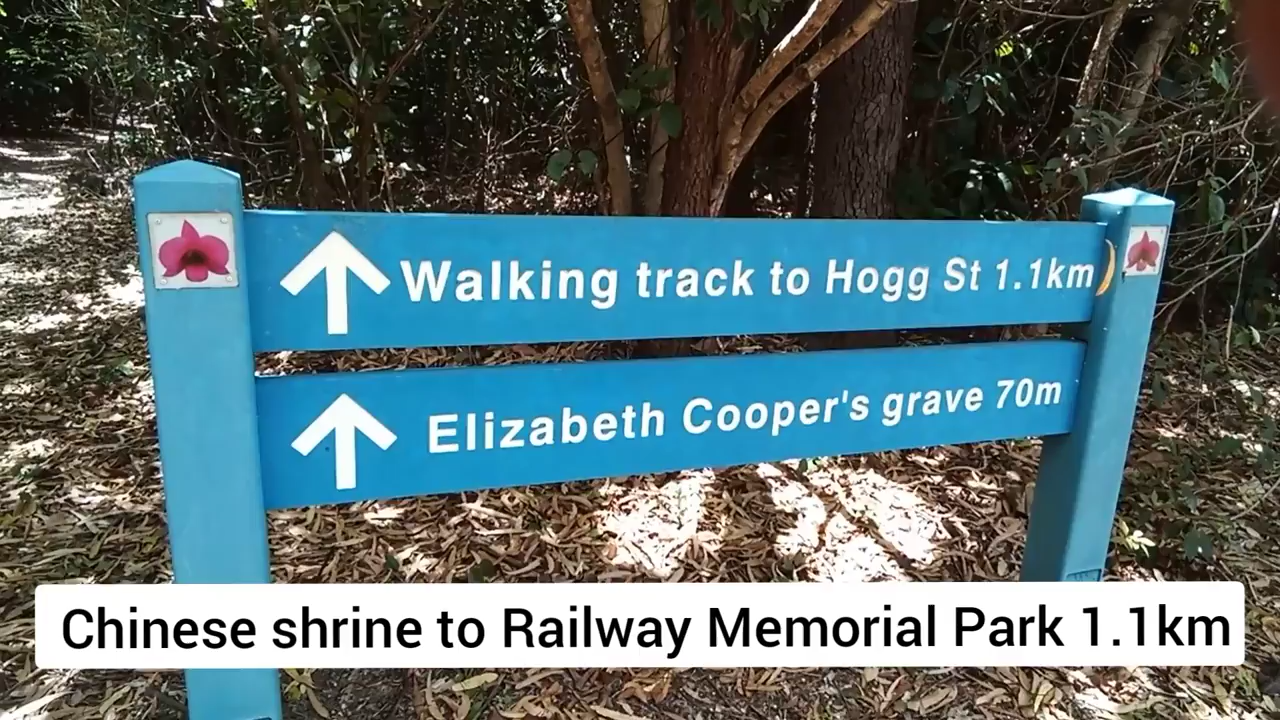 Walking track to Hogg St 1.1km
Elizabeth Cooper's grave 70m
Chinese shrine to Railway Memorial Park 1.1km